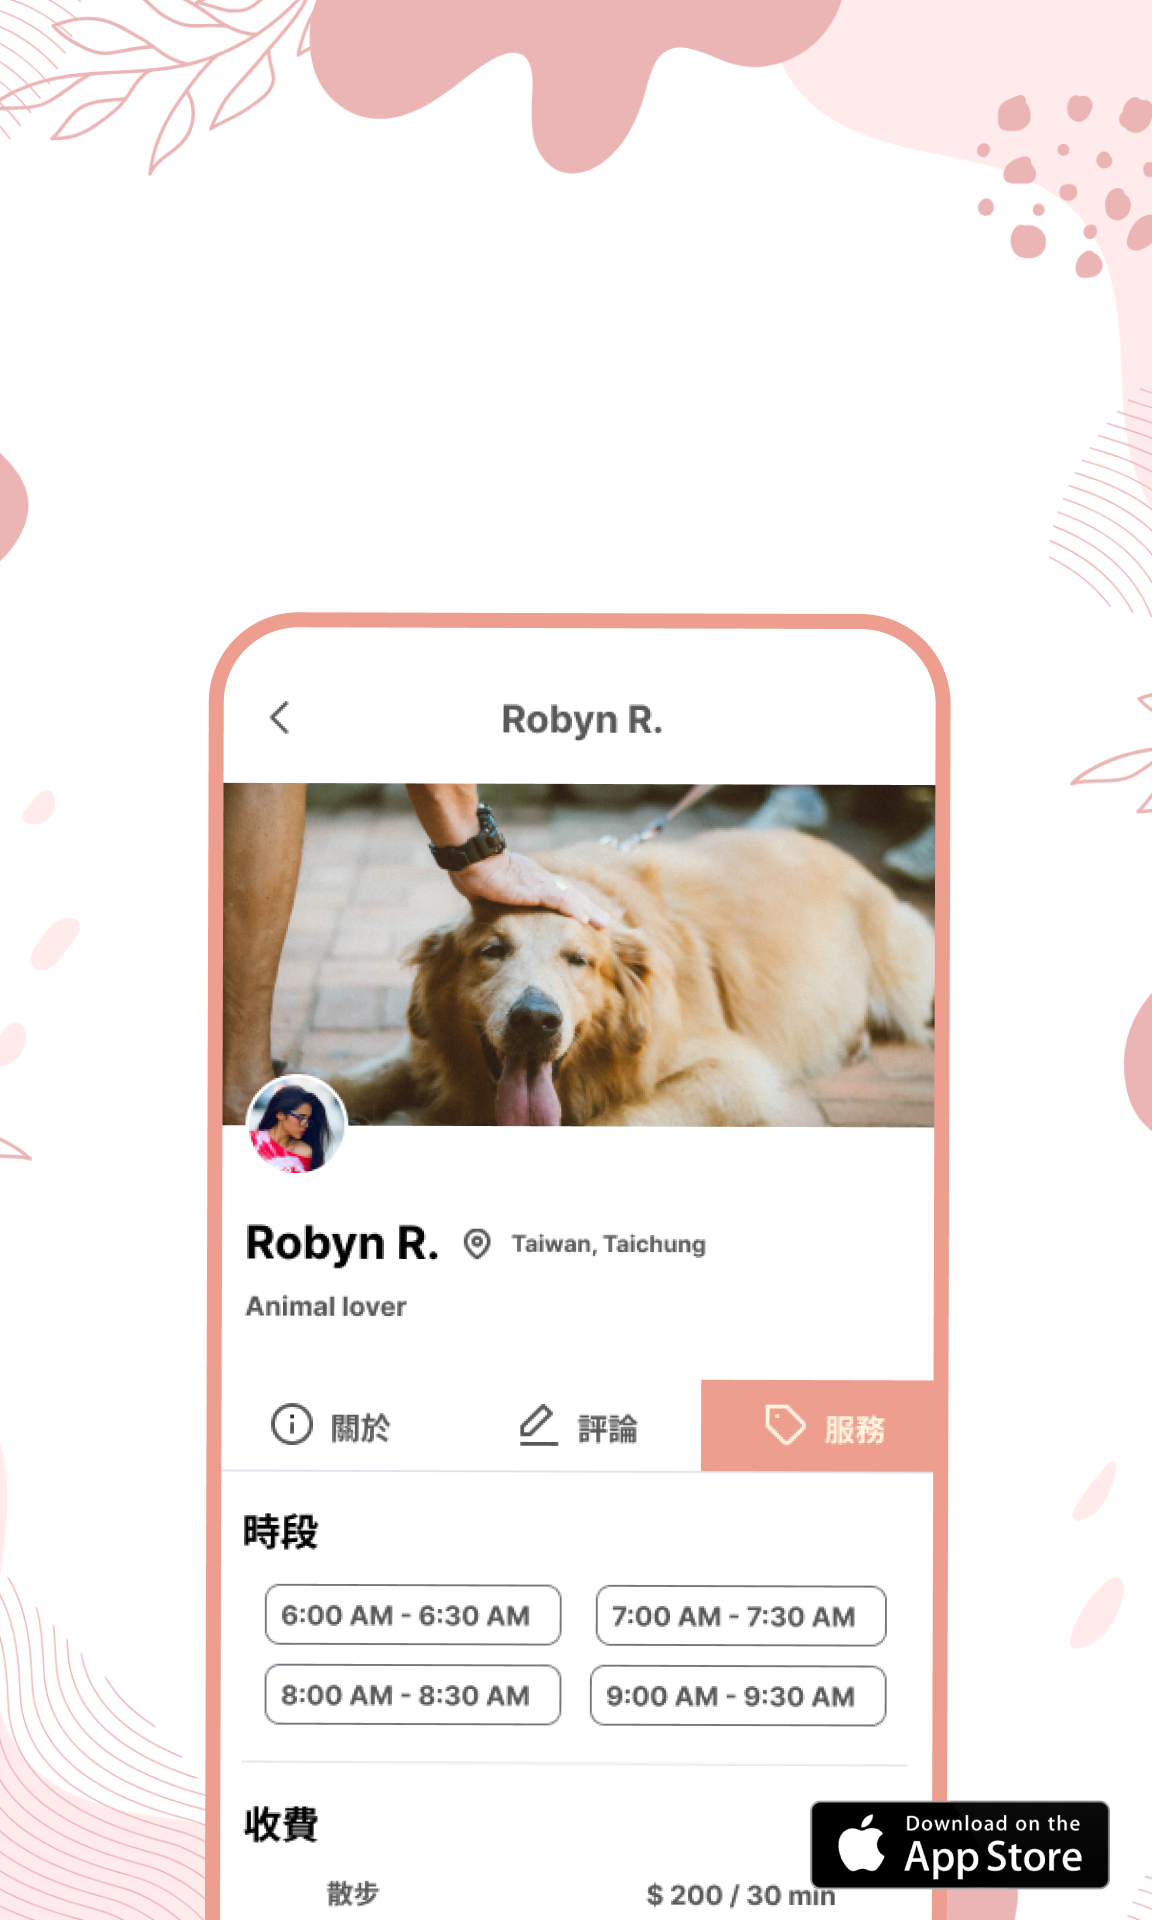 Robyn R.
Robyn R.
Taiwan, Taichung
Animal lover
關於
評論
服務
時段
6:00 AM - 6:30 AM
7:00 AM - 7:30 AM
8:00 AM - 8:30 AM
9:00 AM - 9:30 AM
收費
散步
$ 200 / 30 min
Download on the
App Store